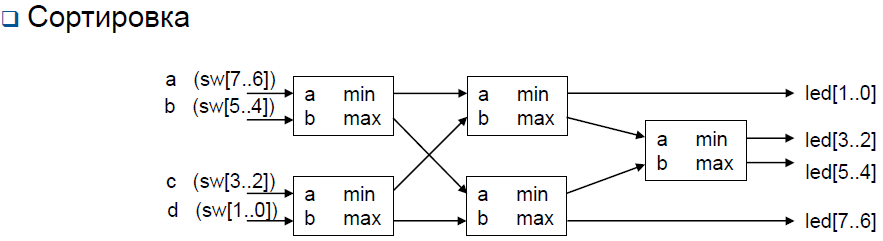 Сортировка
a (sw[7..6])
b (sw[5..4])
a min
b max
a min
b max
led[1..0]
a min
b max
led[3..2]
led[5..4]
c (sw[3..2])
d (sw[1..0])
a min
b max
a min
b max
led[7..6]